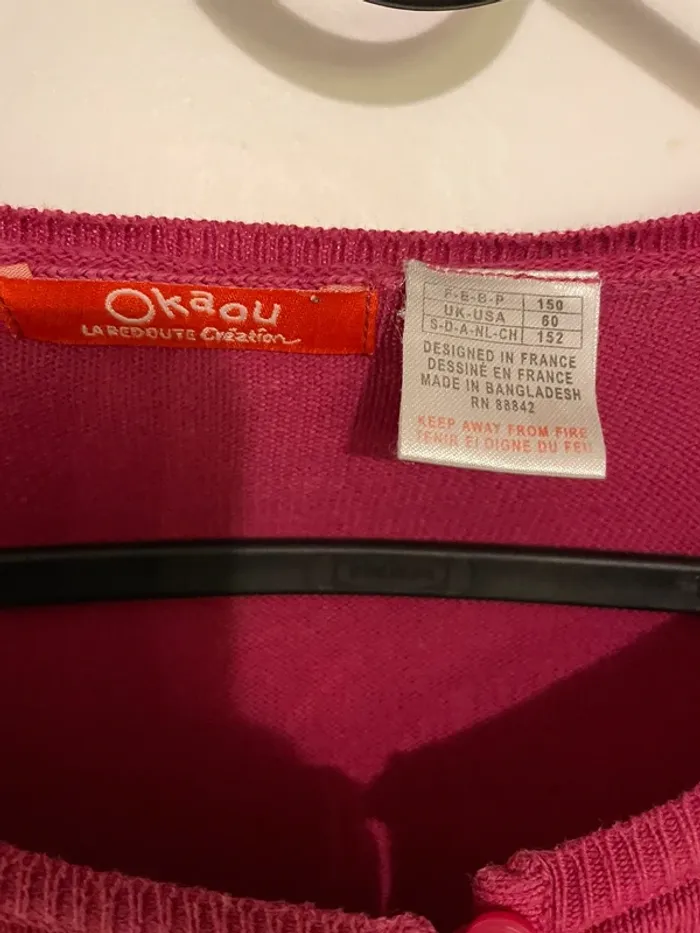 Okaou
LA REDOUTE Création
F-E-B-P 150
UK-USA 60
S-D-A-NL-CH 152
DESIGNED IN FRANCE
DESSINÉ EN FRANCE
MADE IN BANGLADESH
RN 88842
KEEP AWAY FROM FIRE
TENIR ELOIGNE DU FEU